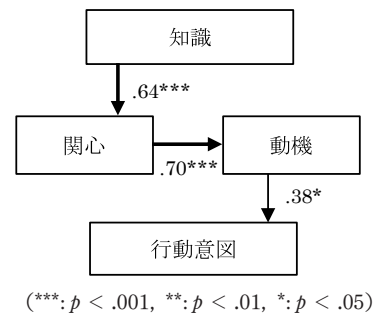 知識
.64***
関心
動機
.70***
.38*
行動意図
(***: p < .001, **: p < .01, *: p < .05)